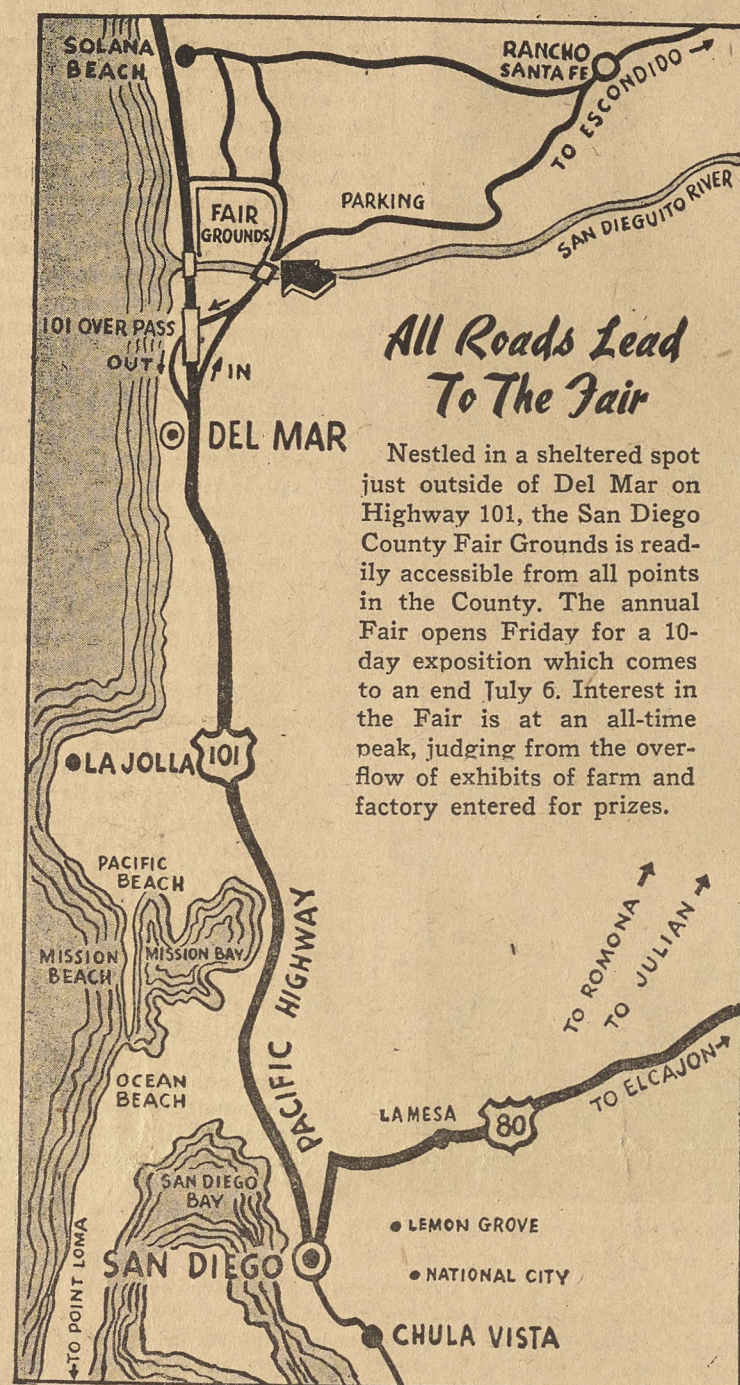 SOLANA
BEACH
RANCHO
SANTA FE
TO ESCONDIDO
FAIR
GROUNDS
PARKING
SAN DIEGUITO RIVER
101 OVER PASS
OUT
IN
DEL MAR
All Roads Lead
To The Fair
Nestled in a sheltered spot
just outside of Del Mar on
Highway 101, the San Diego
County Fair Grounds is read-
ily accessible from all points
in the County. The annual
Fair opens Friday for a 10-
day exposition which comes
to an end July 6. Interest in
the Fair is at an all-time
peak, judging from the over-
flow of exhibits of farm and
factory entered for prizes.
LA JOLLA
101
PACIFIC
BEACH
MISSION
BEACH
MISSION BAY
PACIFIC HIGHWAY
TO ROMONA
TO JULIAN
OCEAN
BEACH
LA MESA
80
TO ELCAJON
SAN DIEGO
BAY
LEMON GROVE
SAN DIEGO
NATIONAL CITY
TO POINT LOMA
CHULA VISTA